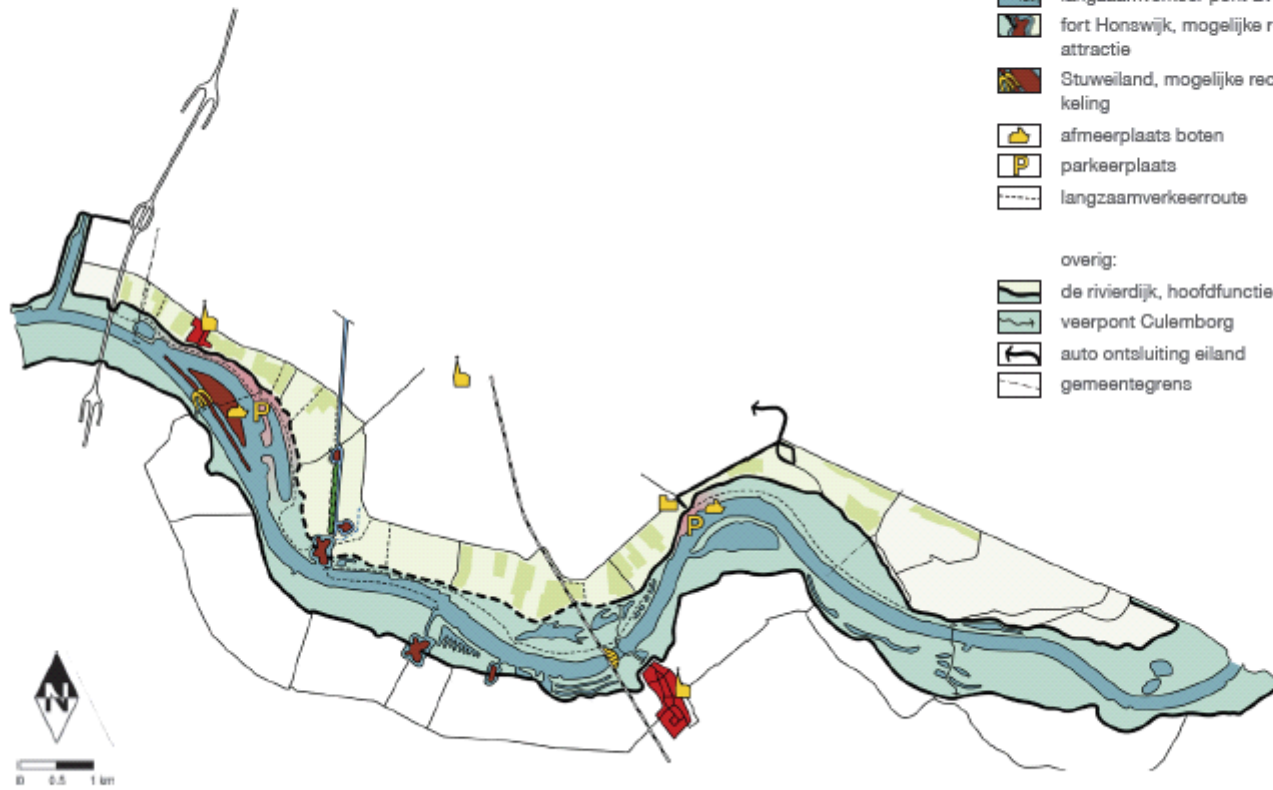 fort Honswijk, mogelijke r
attractie
Stuweiland, mogelijke rec
keling
afmeerplaats boten
P parkeerplaats
langzaamverkeerroute
overig:
de rivierdijk, hoofdfunctie
veerpont Culemborg
auto ontsluiting eiland
gemeentegrens
P
P
N
0 0.5 1 km